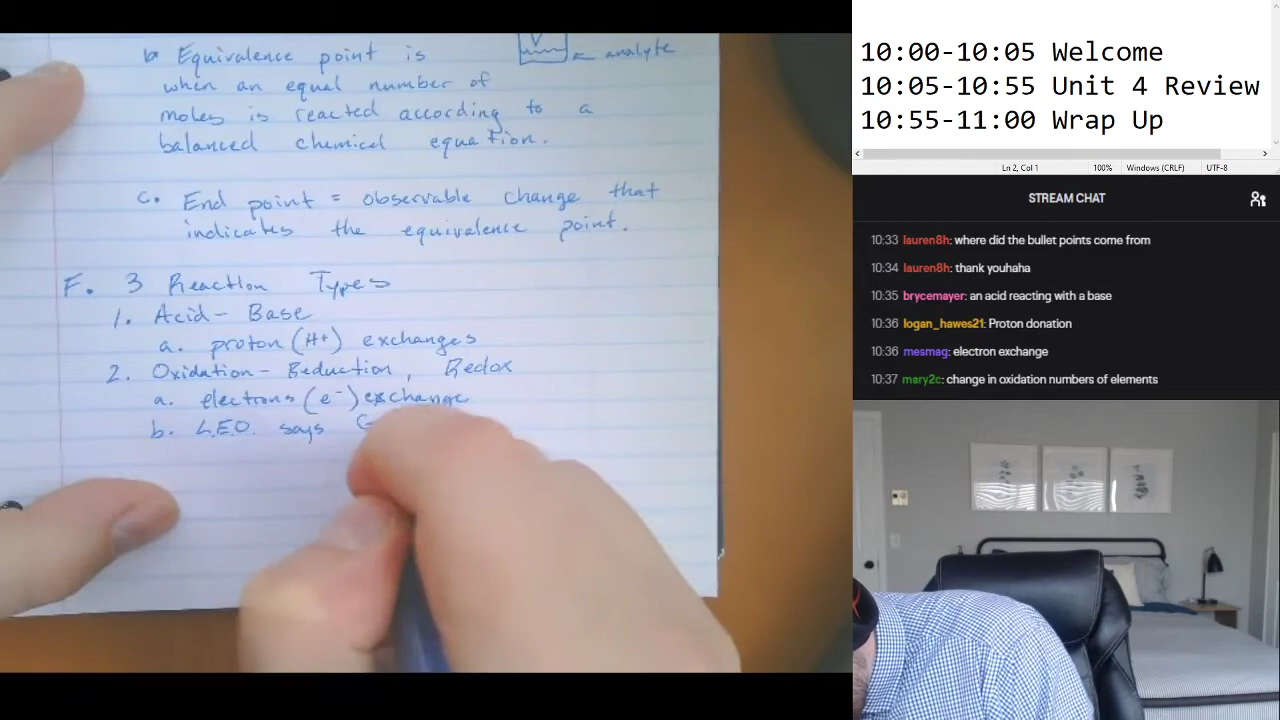 b Equivalence point is
← analyte
when an equal number of
moles is reacted according to a
balanced chemical equation.
c. End point = observable change that
indicates the equivalence point.
F. 3 Reaction Types
1. Acid - Base
a. proton (H+) exchanges
2. Oxidation - Reduction, Redox
a. electrons (e-) exchange
b. L.E.O. says G
10:00-10:05 Welcome
10:05-10:55 Unit 4 Review
10:55-11:00 Wrap Up
Ln 2, Col 1 100% Windows (CRLF) UTF-8
STREAM CHAT
10:33 lauren8h: where did the bullet points come from
10:34 lauren8h: thank youhaha
10:35 brycemayer: an acid reacting with a base
10:36 logan_hawes21: Proton donation
10:36 mesmag: electron exchange
10:37 mary2c: change in oxidation numbers of elements